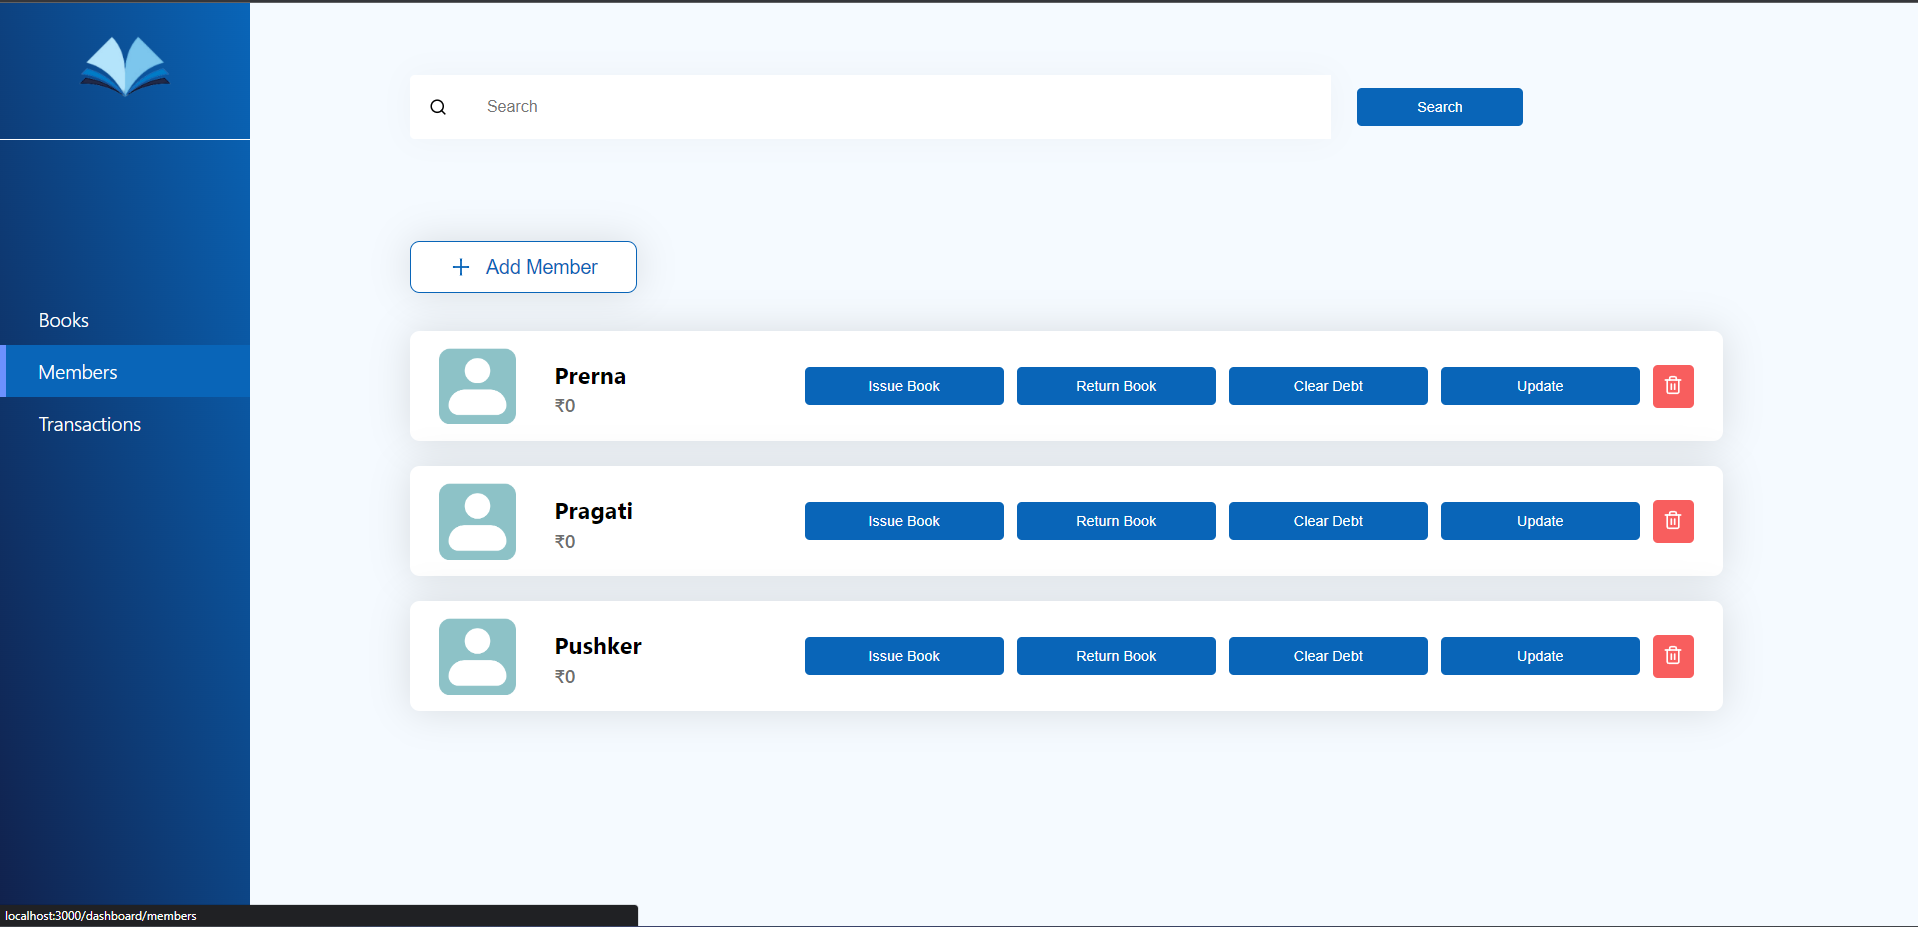 Search
Search
Add Member
Books
Members
Transactions
Prerna
₹0
Issue Book
Return Book
Clear Debt
Update
Pragati
₹0
Issue Book
Return Book
Clear Debt
Update
Pushker
₹0
Issue Book
Return Book
Clear Debt
Update
localhost:3000/dashboard/members